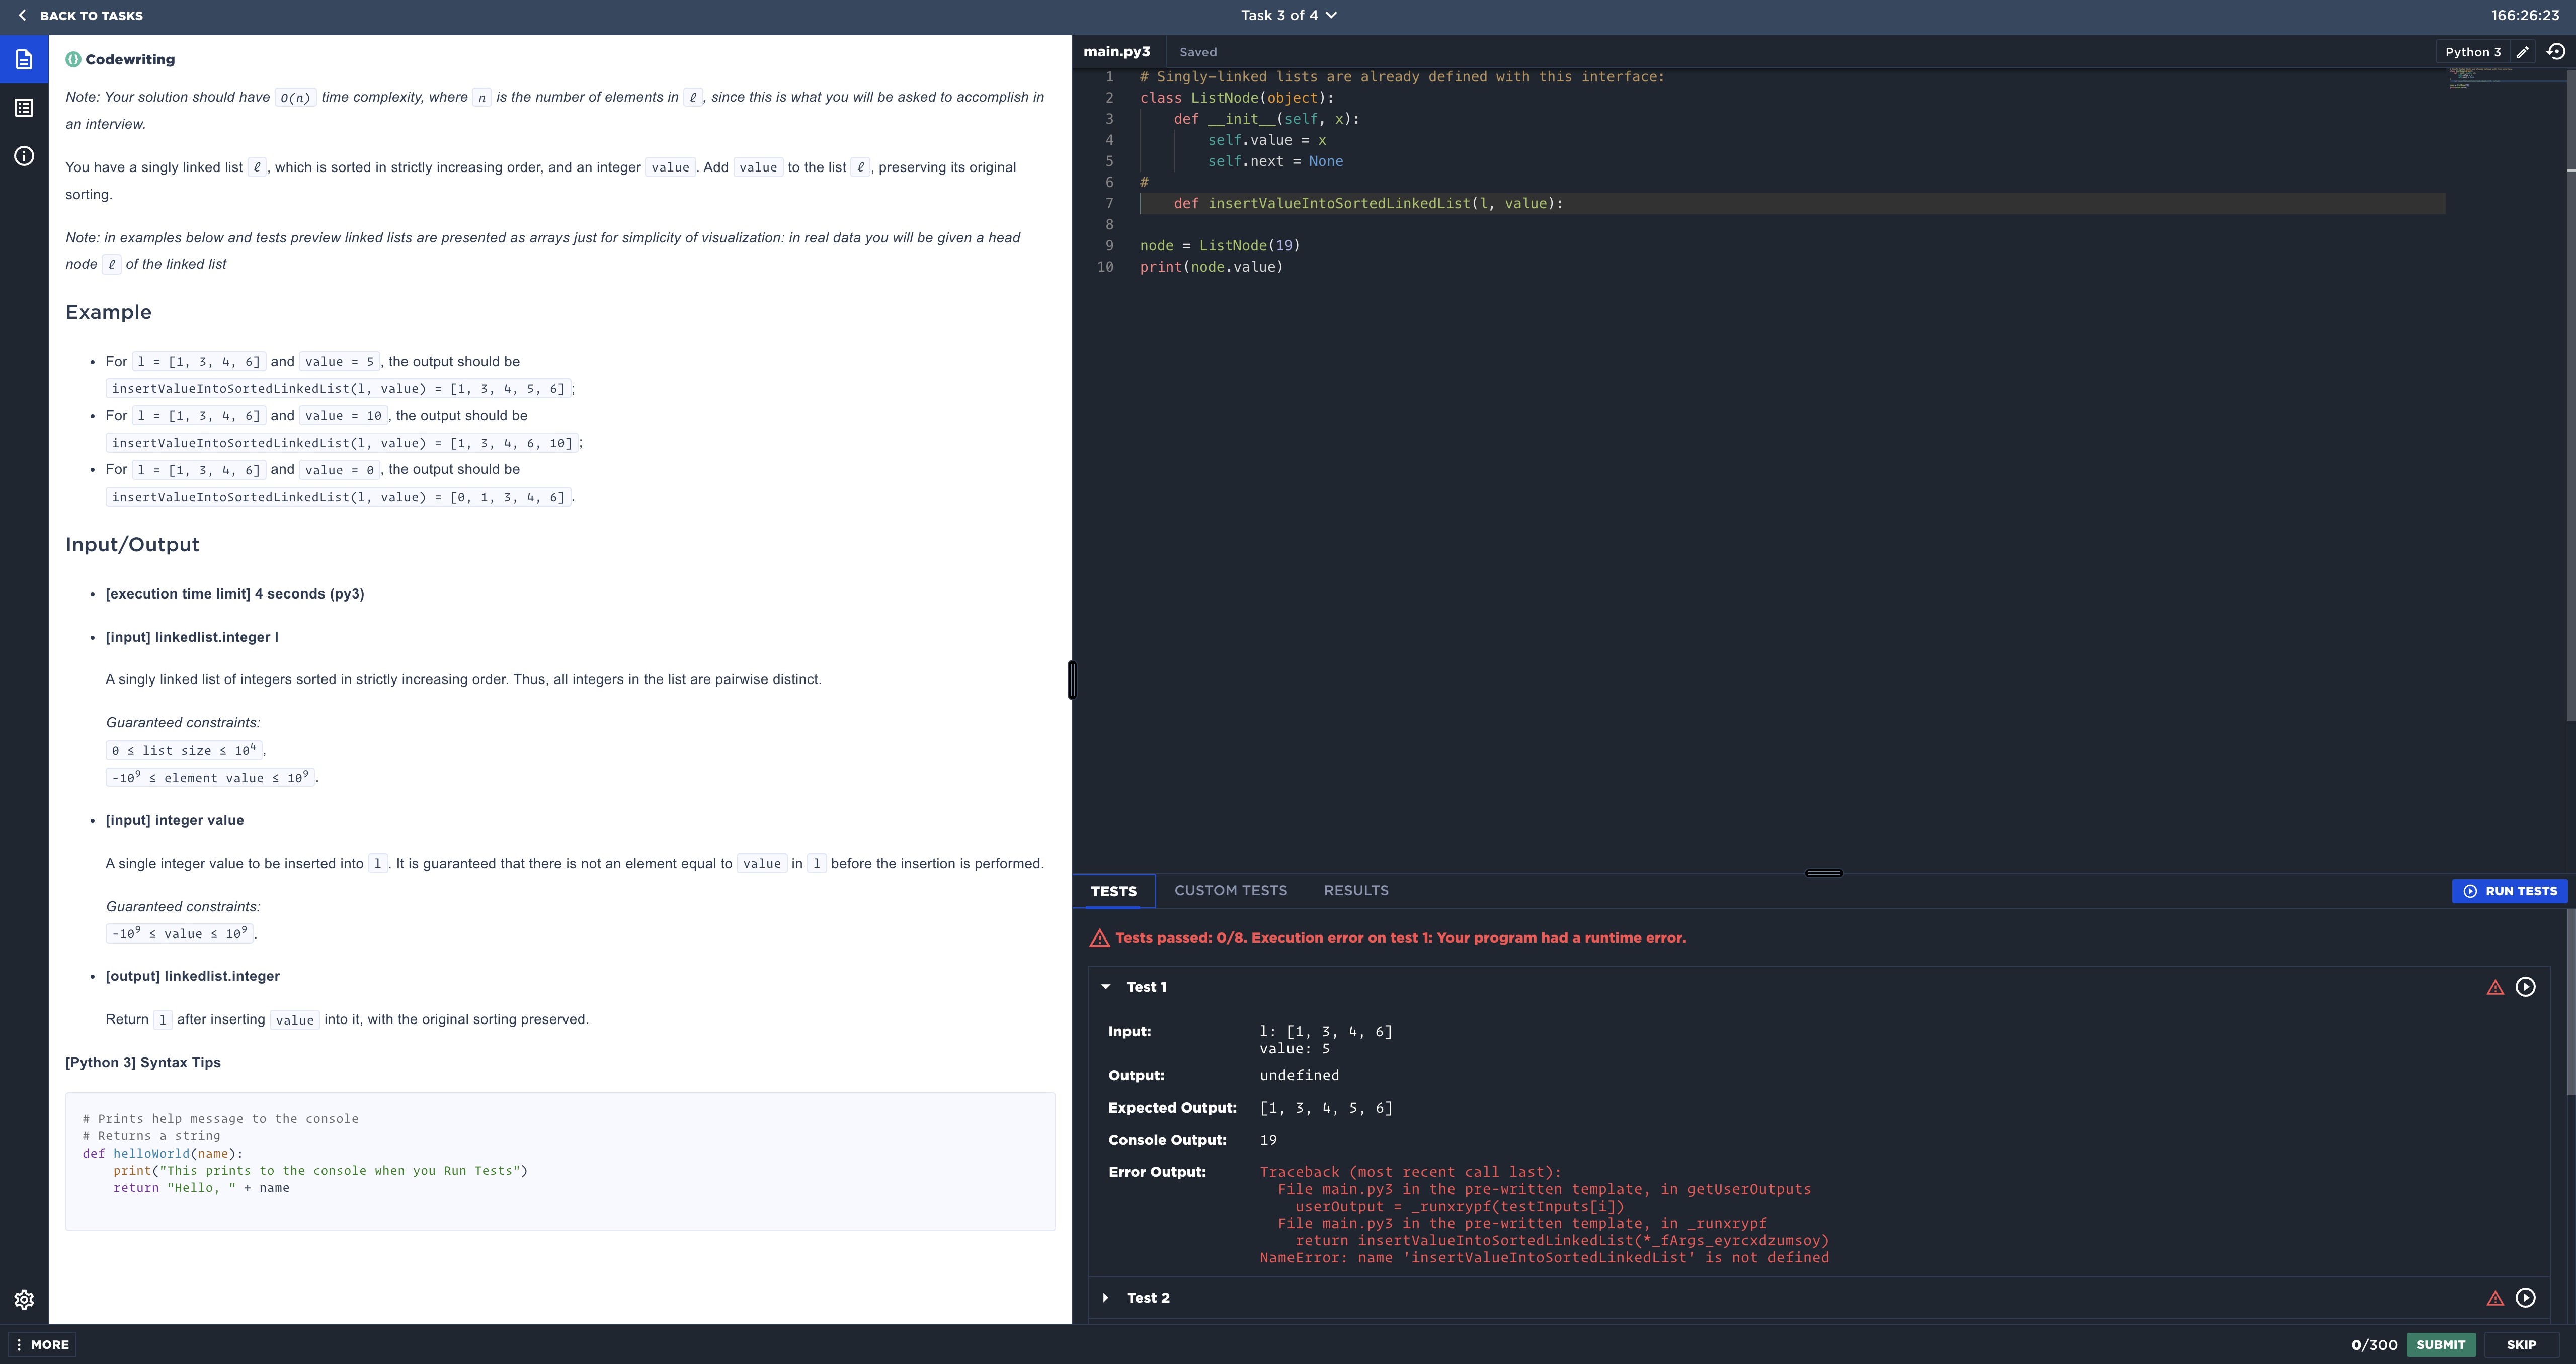 BACK TO TASKS
Task 3 of 4
166:26:23
Codewriting
Note: Your solution should have O(n) time complexity, where n is the number of elements in ℓ, since this is what you will be asked to accomplish in
an interview.
You have a singly linked list ℓ, which is sorted in strictly increasing order, and an integer value. Add value to the list ℓ, preserving its original
sorting.
Note: in examples below and tests preview linked lists are presented as arrays just for simplicity of visualization: in real data you will be given a head
node ℓ of the linked list
Example
• For l = [1, 3, 4, 6] and value = 5, the output should be
insertValueIntoSortedLinkedList(l, value) = [1, 3, 4, 5, 6];
• For l = [1, 3, 4, 6] and value = 10, the output should be
insertValueIntoSortedLinkedList(l, value) = [1, 3, 4, 6, 10];
• For l = [1, 3, 4, 6] and value = 0, the output should be
insertValueIntoSortedLinkedList(l, value) = [0, 1, 3, 4, 6].
Input/Output
• [execution time limit] 4 seconds (py3)
• [input] linkedlist.integer l
A singly linked list of integers sorted in strictly increasing order. Thus, all integers in the list are pairwise distinct.
Guaranteed constraints:
0 ≤ list size ≤ 10⁴,
-10⁹ ≤ element value ≤ 10⁹.
• [input] integer value
A single integer value to be inserted into l. It is guaranteed that there is not an element equal to value in l before the insertion is performed.
Guaranteed constraints:
-10⁹ ≤ value ≤ 10⁹.
• [output] linkedlist.integer
Return l after inserting value into it, with the original sorting preserved.
[Python 3] Syntax Tips
# Prints help message to the console
# Returns a string
def helloWorld(name):
    print("This prints to the console when you Run Tests")
    return "Hello, " + name
MORE
main.py3
Saved
Python 3
1 # Singly-linked lists are already defined with this interface:
2 class ListNode(object):
3     def __init__(self, x):
4         self.value = x
5         self.next = None
6 #
7     def insertValueIntoSortedLinkedList(l, value):
8
9 node = ListNode(19)
10 print(node.value)
TESTS
CUSTOM TESTS
RESULTS
RUN TESTS
Tests passed: 0/8. Execution error on test 1: Your program had a runtime error.
Test 1
Input: l: [1, 3, 4, 6]
value: 5
Output: undefined
Expected Output: [1, 3, 4, 5, 6]
Console Output: 19
Error Output: Traceback (most recent call last):
  File main.py3 in the pre-written template, in getUserOutputs
    userOutput = _runxrypf(testInputs[i])
  File main.py3 in the pre-written template, in _runxrypf
    return insertValueIntoSortedLinkedList(*_fArgs_eyrcxdzumsoy)
NameError: name 'insertValueIntoSortedLinkedList' is not defined
Test 2
0/300
SUBMIT
SKIP